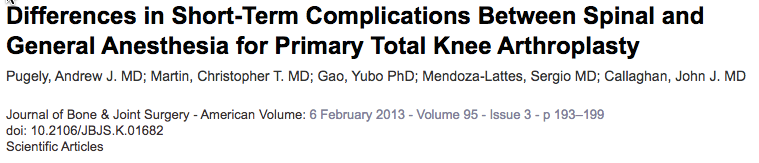 Differences in Short-Term Complications Between Spinal and
General Anesthesia for Primary Total Knee Arthroplasty
Pugely, Andrew J. MD; Martin, Christopher T. MD; Gao, Yubo PhD; Mendoza-Lattes, Sergio MD; Callaghan, John J. MD
Journal of Bone & Joint Surgery - American Volume: 6 February 2013 - Volume 95 - Issue 3 - p 193–199
doi: 10.2106/JBJS.K.01682
Scientific Articles